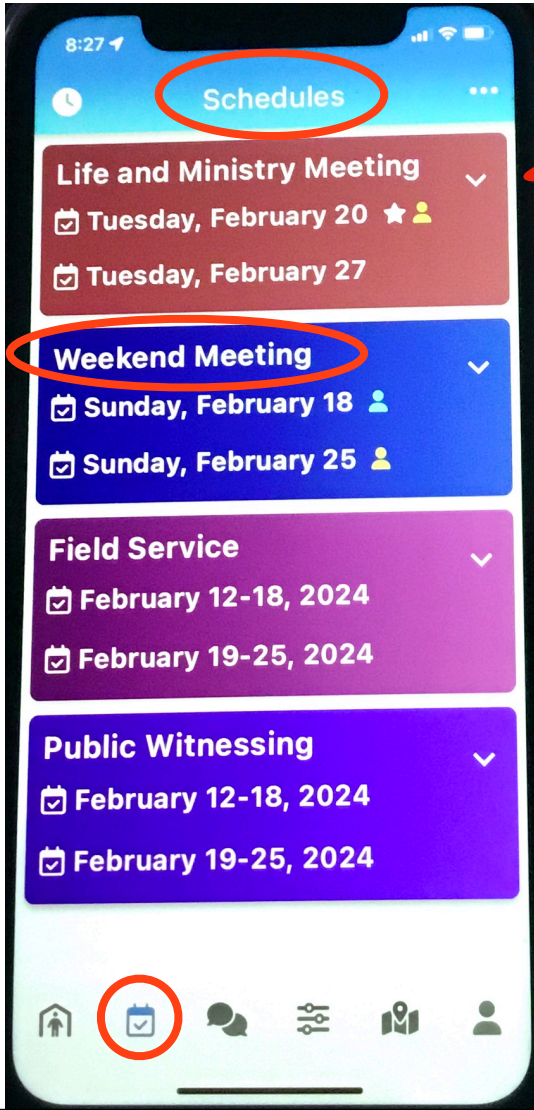 8:27
Schedules
Life and Ministry Meeting
Tuesday, February 20
Tuesday, February 27
Weekend Meeting
Sunday, February 18
Sunday, February 25
Field Service
February 12-18, 2024
February 19-25, 2024
Public Witnessing
February 12-18, 2024
February 19-25, 2024